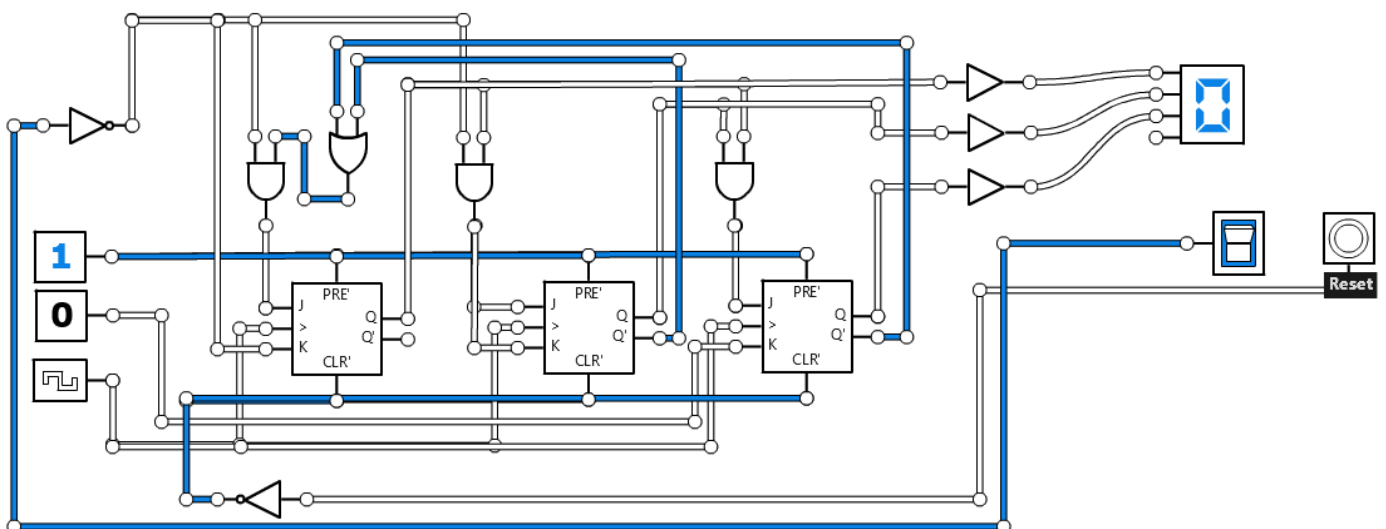 0
1
PRE'
J
>
K
Q
Q'
CLR'
PRE'
J
>
K
Q
Q'
CLR'
PRE'
J
>
K
Q
Q'
CLR'
Reset
0